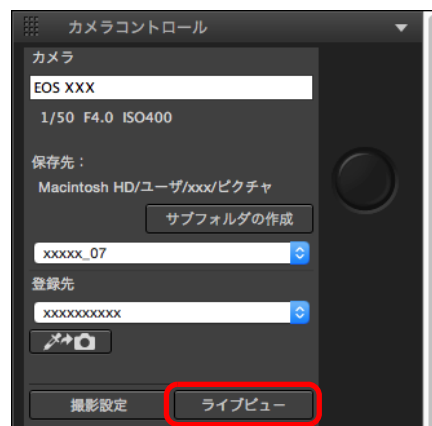 カメラコントロール
カメラ
EOS XXX
1/50 F4.0 ISO400
保存先：
Macintosh HD/ユーザ/xxx/ピクチャ
サブフォルダの作成
xxxxx_07
登録先
xxxxxxxxxx
撮影設定
ライブビュー